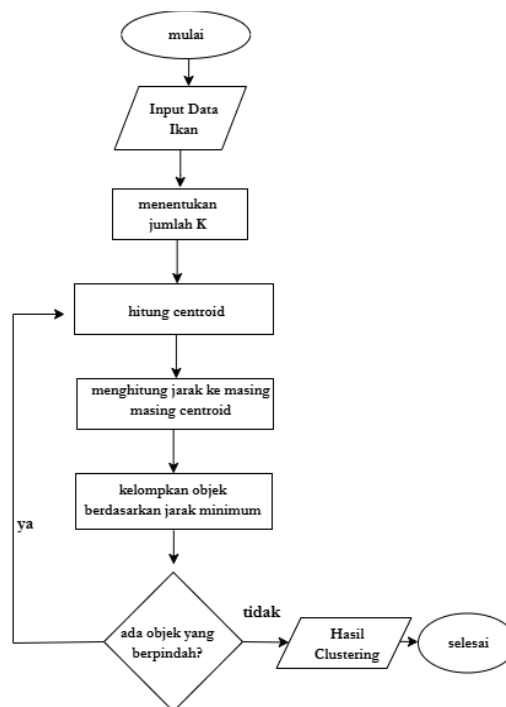 mulai
Input Data
Ikan
menentukan
jumlah K
hitung centroid
menghitung jarak ke masing
masing centroid
kelompkan objek
berdasarkan jarak minimum
ya
ada objek yang
berpindah?
tidak
Hasil
Clustering
selesai